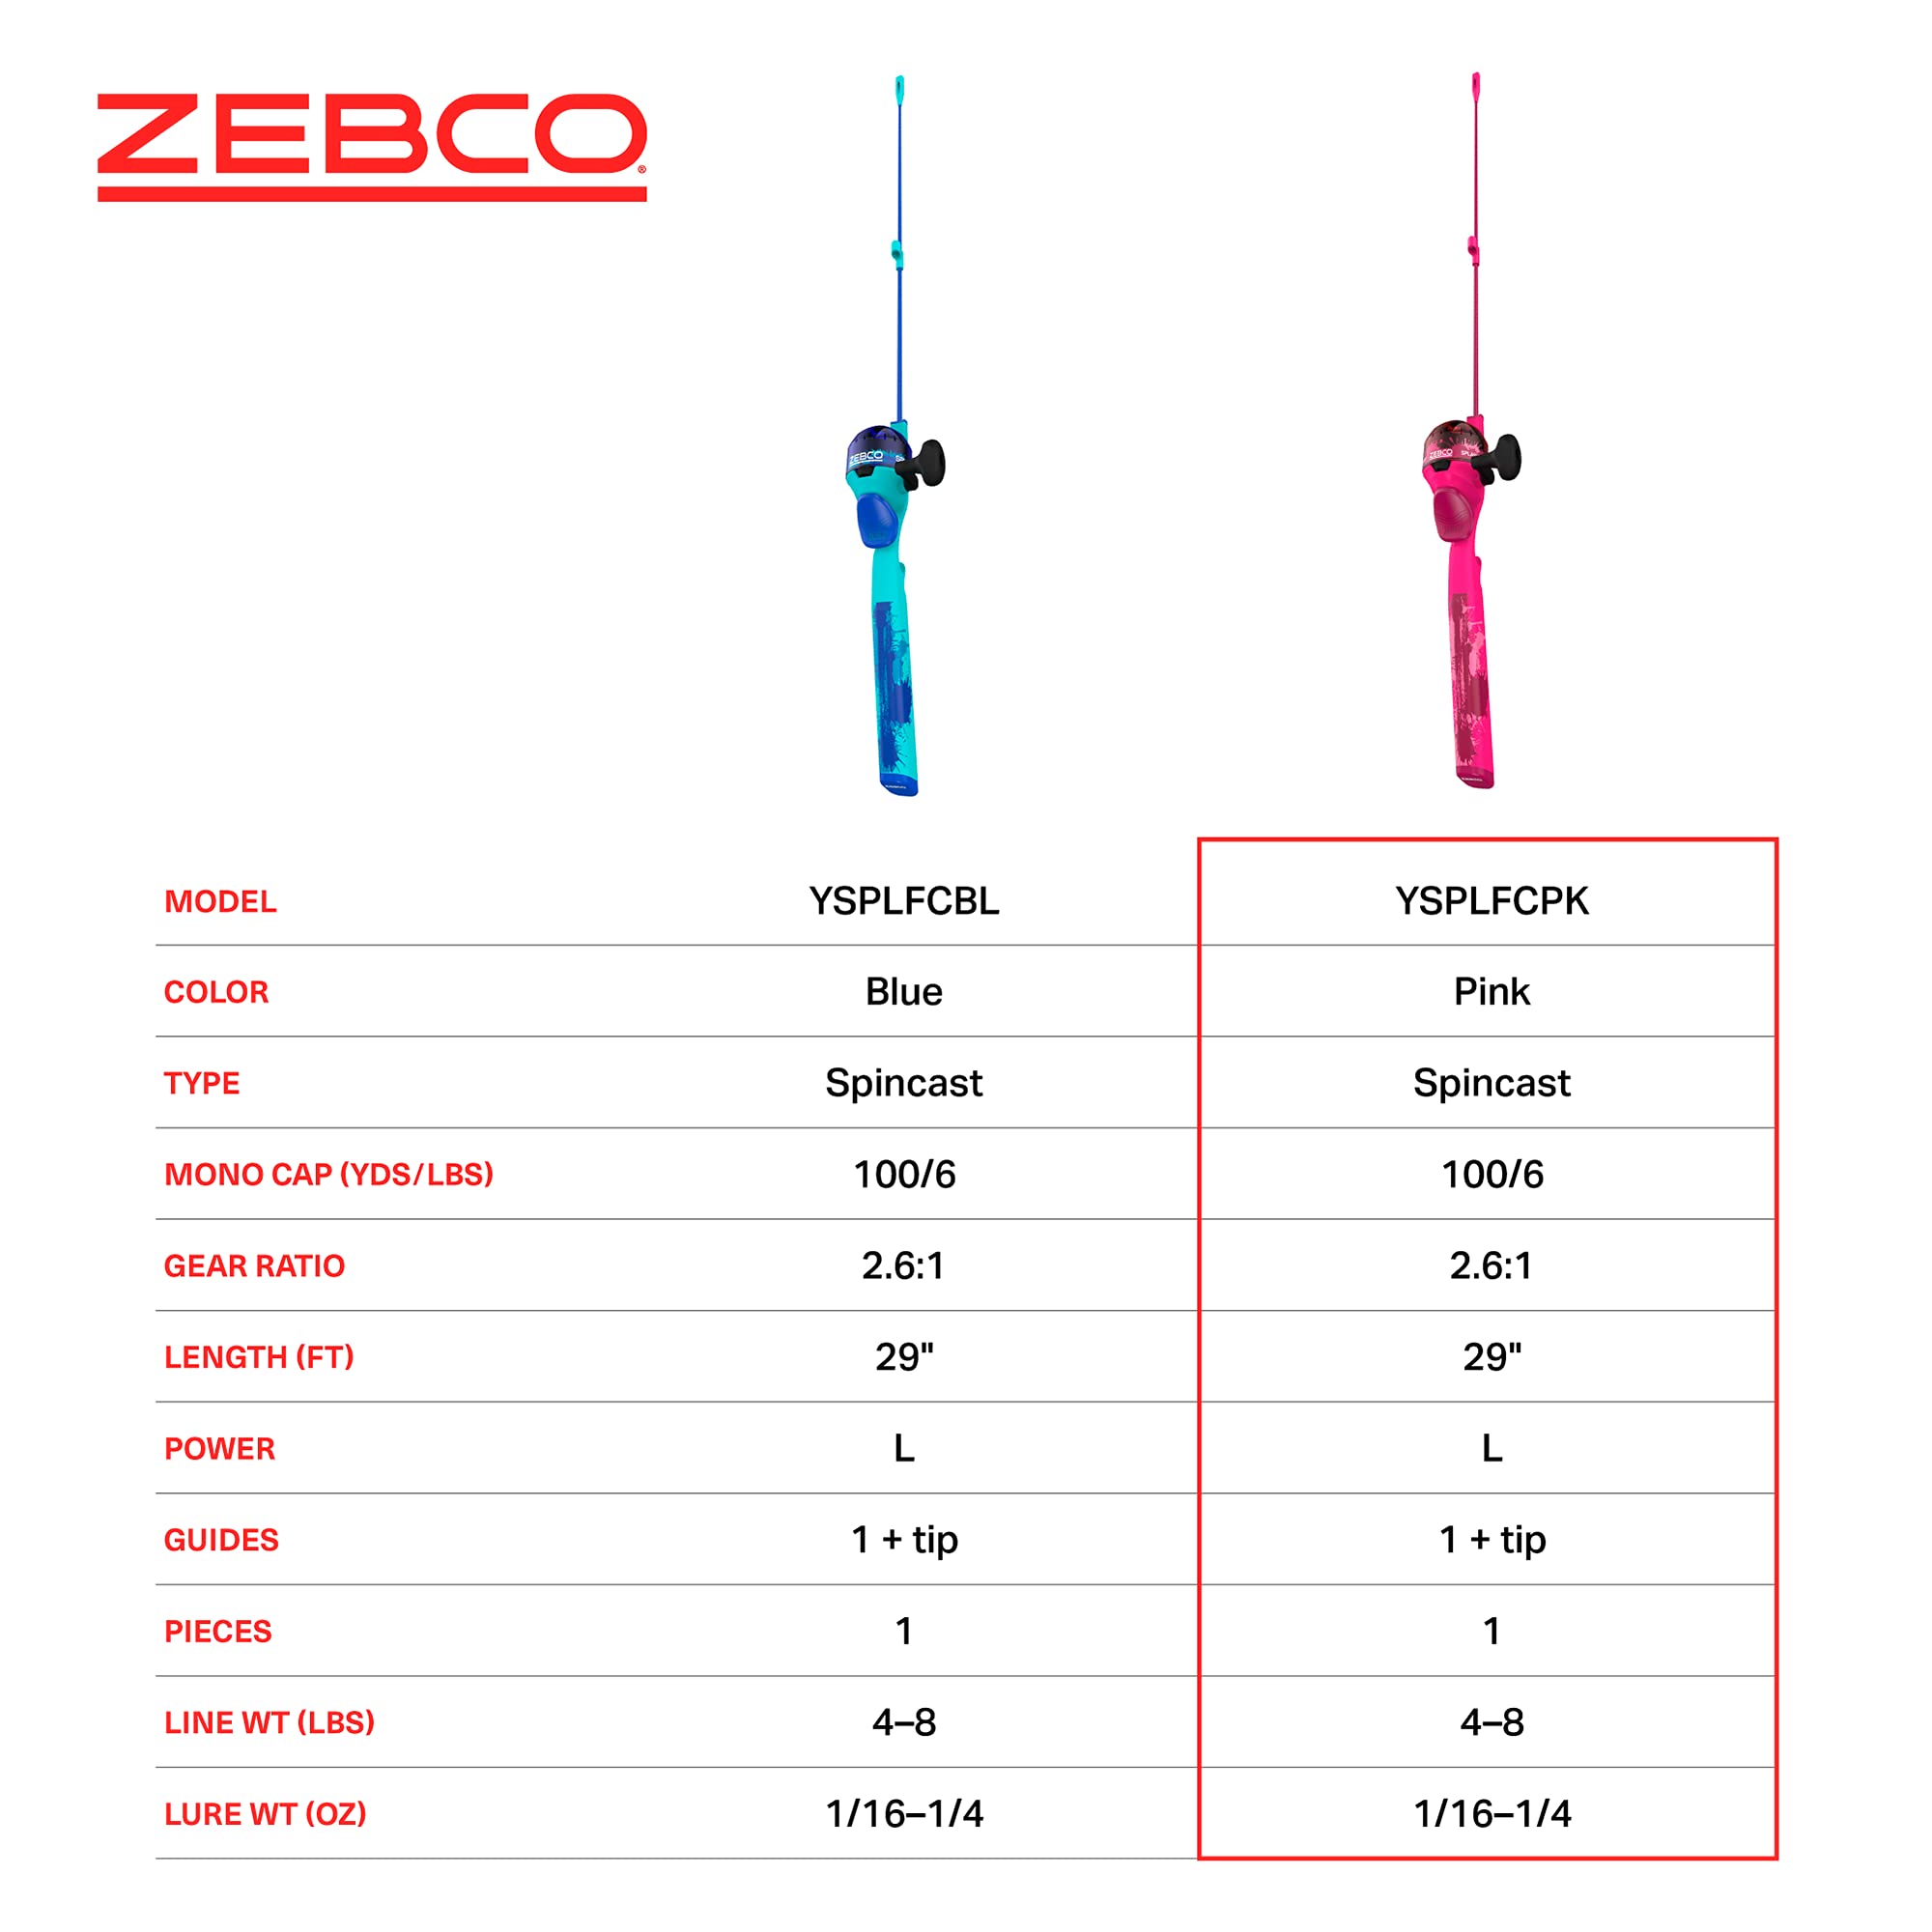 ZEBCO®
ZEBCO
ZEBCO SPL
MODEL YSPLFCBL YSPLFCPK
COLOR Blue Pink
TYPE Spincast Spincast
MONO CAP (YDS/LBS) 100/6 100/6
GEAR RATIO 2.6:1 2.6:1
LENGTH (FT) 29" 29"
POWER L L
GUIDES 1 + tip 1 + tip
PIECES 1 1
LINE WT (LBS) 4–8 4–8
LURE WT (OZ) 1/16–1/4 1/16–1/4